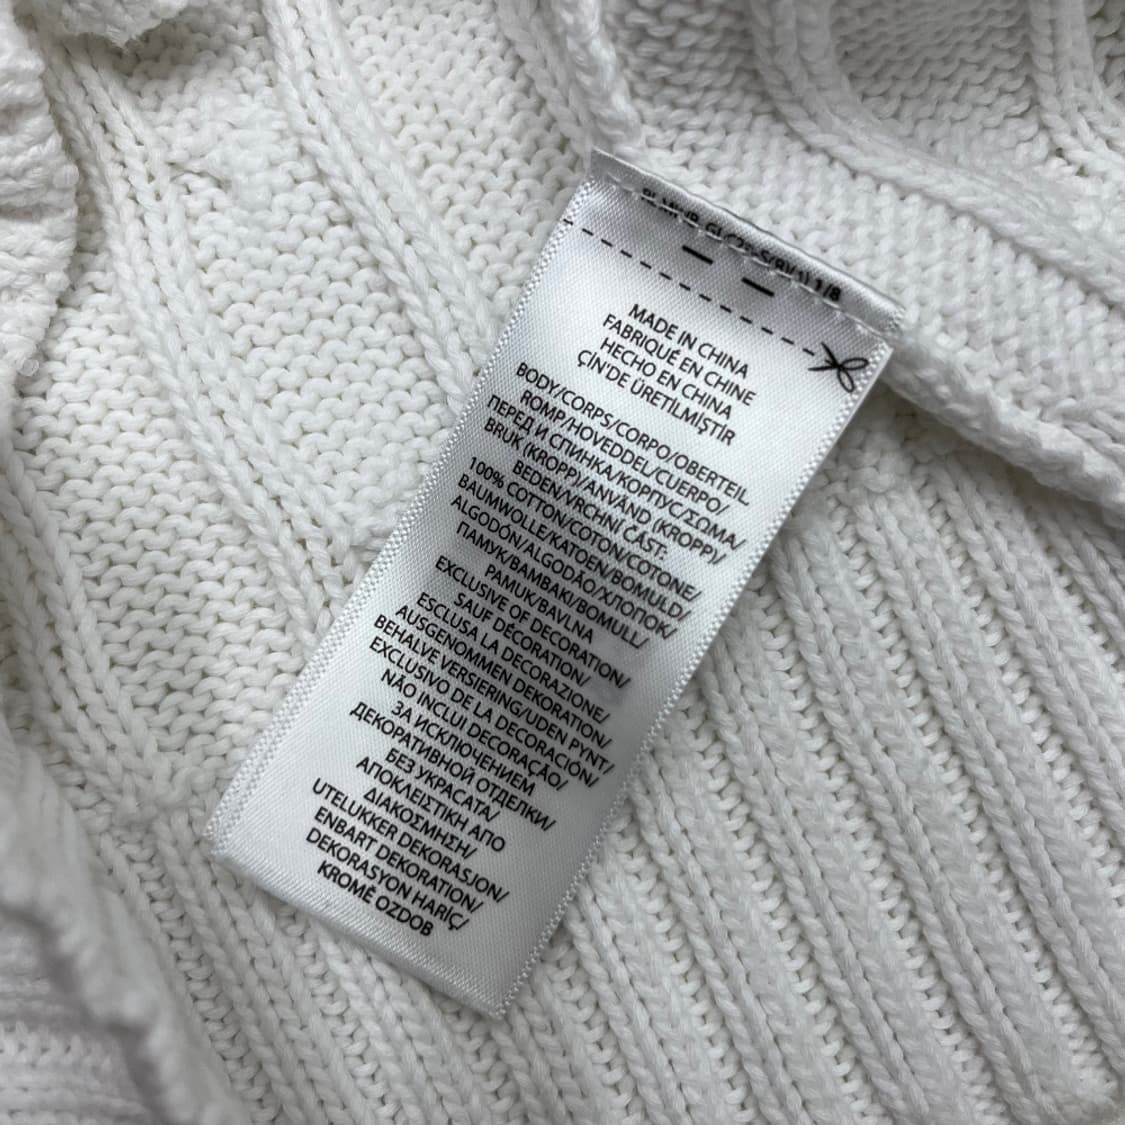 MADE IN CHINA
FABRIQUÉ EN CHINE
HECHO EN CHINA
ÇİN'DE ÜRETİLMİŞTİR
BODY/CORPS/CORPO/OBERTEIL
ROMP/HOVEDDEL/CUERPO/
ПЕРЕД И СПИНКА/КОРПУС/ΣΩΜΑ/
BRUK (KROPP)/ANVÄND (KROPP)/
BEDEN/VRCHNÍ ČÁST:
100% COTTON/COTON/COTONE/
BAUMWOLLE/KATOEN/BOMULD/
ALGODÓN/ALGODÃO/ХЛОПОК/
ПАМУК/ΒΑΜΒΑΚΙ/BOMULL/
PAMUK/BAVLNA
EXCLUSIVE OF DECORATION/
SAUF DÉCORATION/
ESCLUSA LA DECORAZIONE/
AUSGENOMMEN DEKORATION/
BEHALVE VERSIERING/UDEN PYNT/
EXCLUSIVO DE LA DECORACIÓN/
NÃO INCLUI DECORAÇÃO/
ЗА ИСКЛЮЧЕНИЕМ
ДЕКОРАТИВНОЙ ОТДЕЛКИ/
БЕЗ УКРАСАТА/
ΑΠΟΚΛΕΙΣΤΙΚΗ ΑΠΟ
ΔΙΑΚΟΣΜΗΣΗ/
UTELUKKER DEKORASJON/
ENBART DEKORATION/
DEKORASYON HARİÇ/
KROMĚ OZDOB